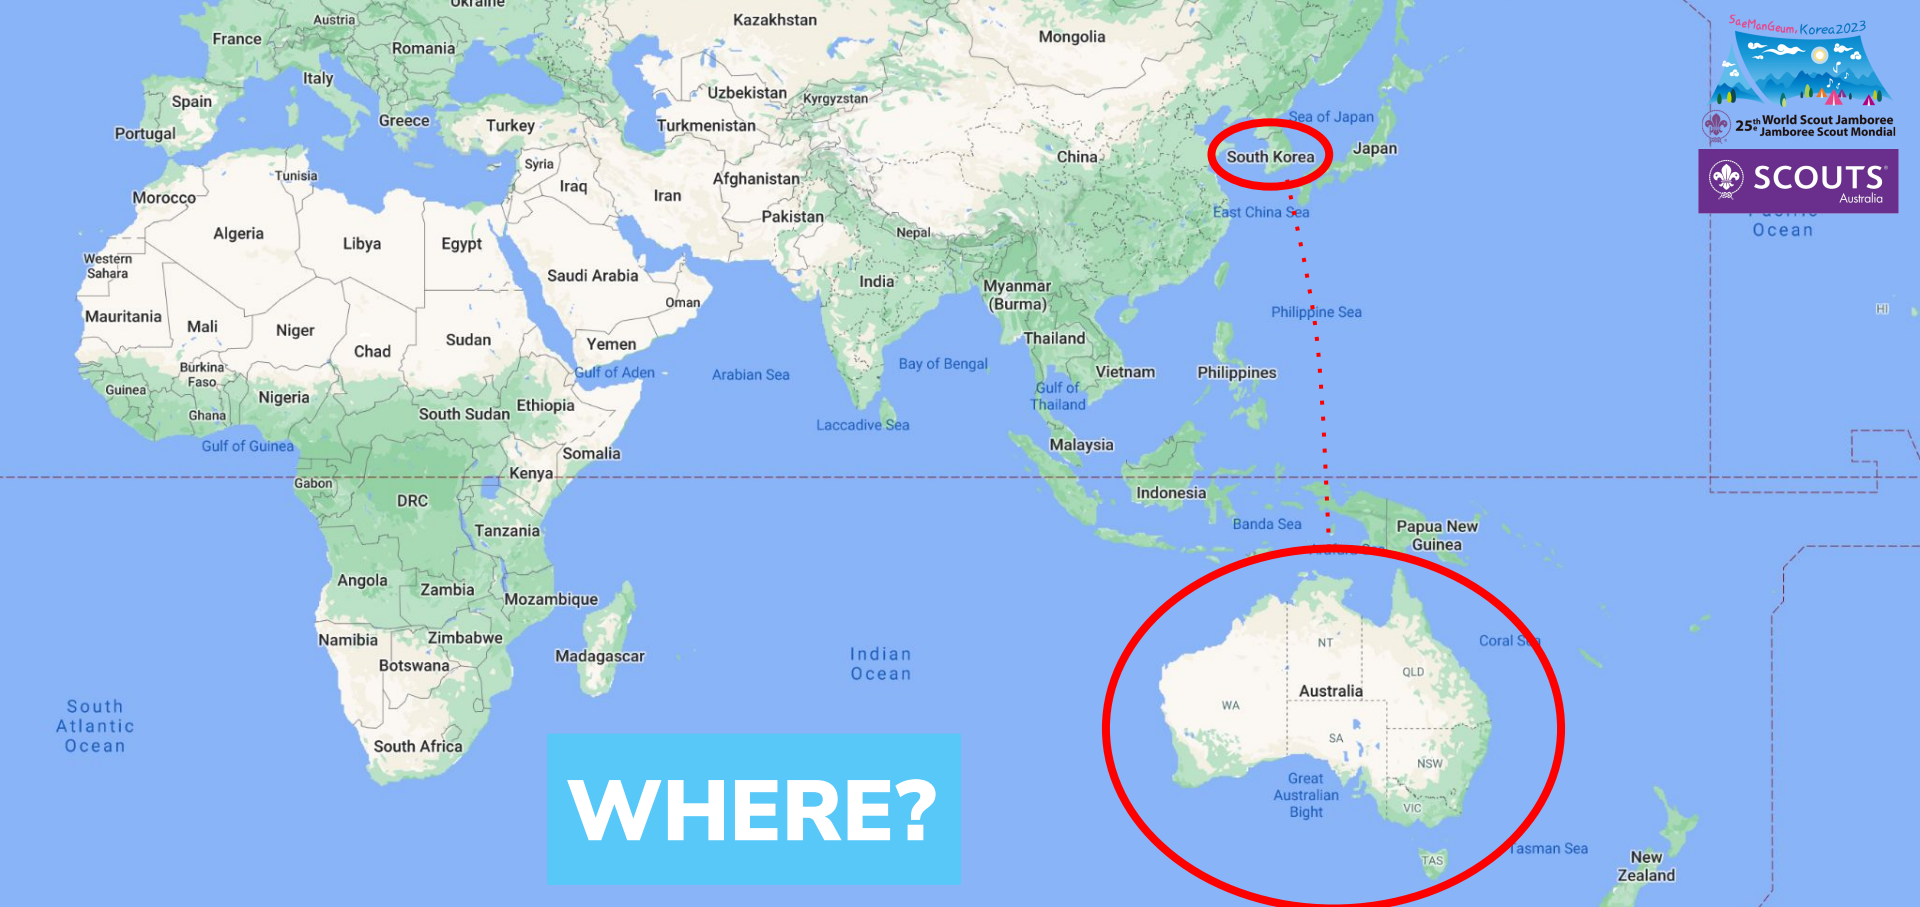 Ukraine
Austria
Kazakhstan
France
Mongolia
Romania
Italy
SaeManGeum, Korea2023
Uzbekistan
Kyrgyzstan
Spain
Greece
Turkey
Turkmenistan
Sea of Japan
Portugal
25th World Scout Jamboree
e Jamboree Scout Mondial
Syria
China
South Korea
Japan
Tunisia
Iraq
Iran
Afghanistan
SCOUTS
Australia
Morocco
Pakistan
East China Sea
Algeria
Libya
Egypt
Nepal
Pacific
Ocean
Western
Sahara
Saudi Arabia
India
Myanmar
(Burma)
Oman
HI
Mauritania
Mali
Niger
Philippine Sea
Sudan
Yemen
Thailand
Chad
Burkina
Faso
Gulf of Aden
Arabian Sea
Bay of Bengal
Vietnam
Philippines
Guinea
Nigeria
Gulf of
Thailand
Ghana
South Sudan
Ethiopia
Laccadive Sea
Gulf of Guinea
Somalia
Malaysia
Gabon
Kenya
DRC
Indonesia
Tanzania
Banda Sea
Papua New
Guinea
Arafura Sea
Angola
Zambia
Mozambique
Namibia
Zimbabwe
Botswana
Madagascar
Indian
Ocean
NT
Coral Sea
QLD
Australia
WA
South
Atlantic
Ocean
South Africa
SA
NSW
Great
Australian
Bight
VIC
WHERE?
TAS
Tasman Sea
New
Zealand